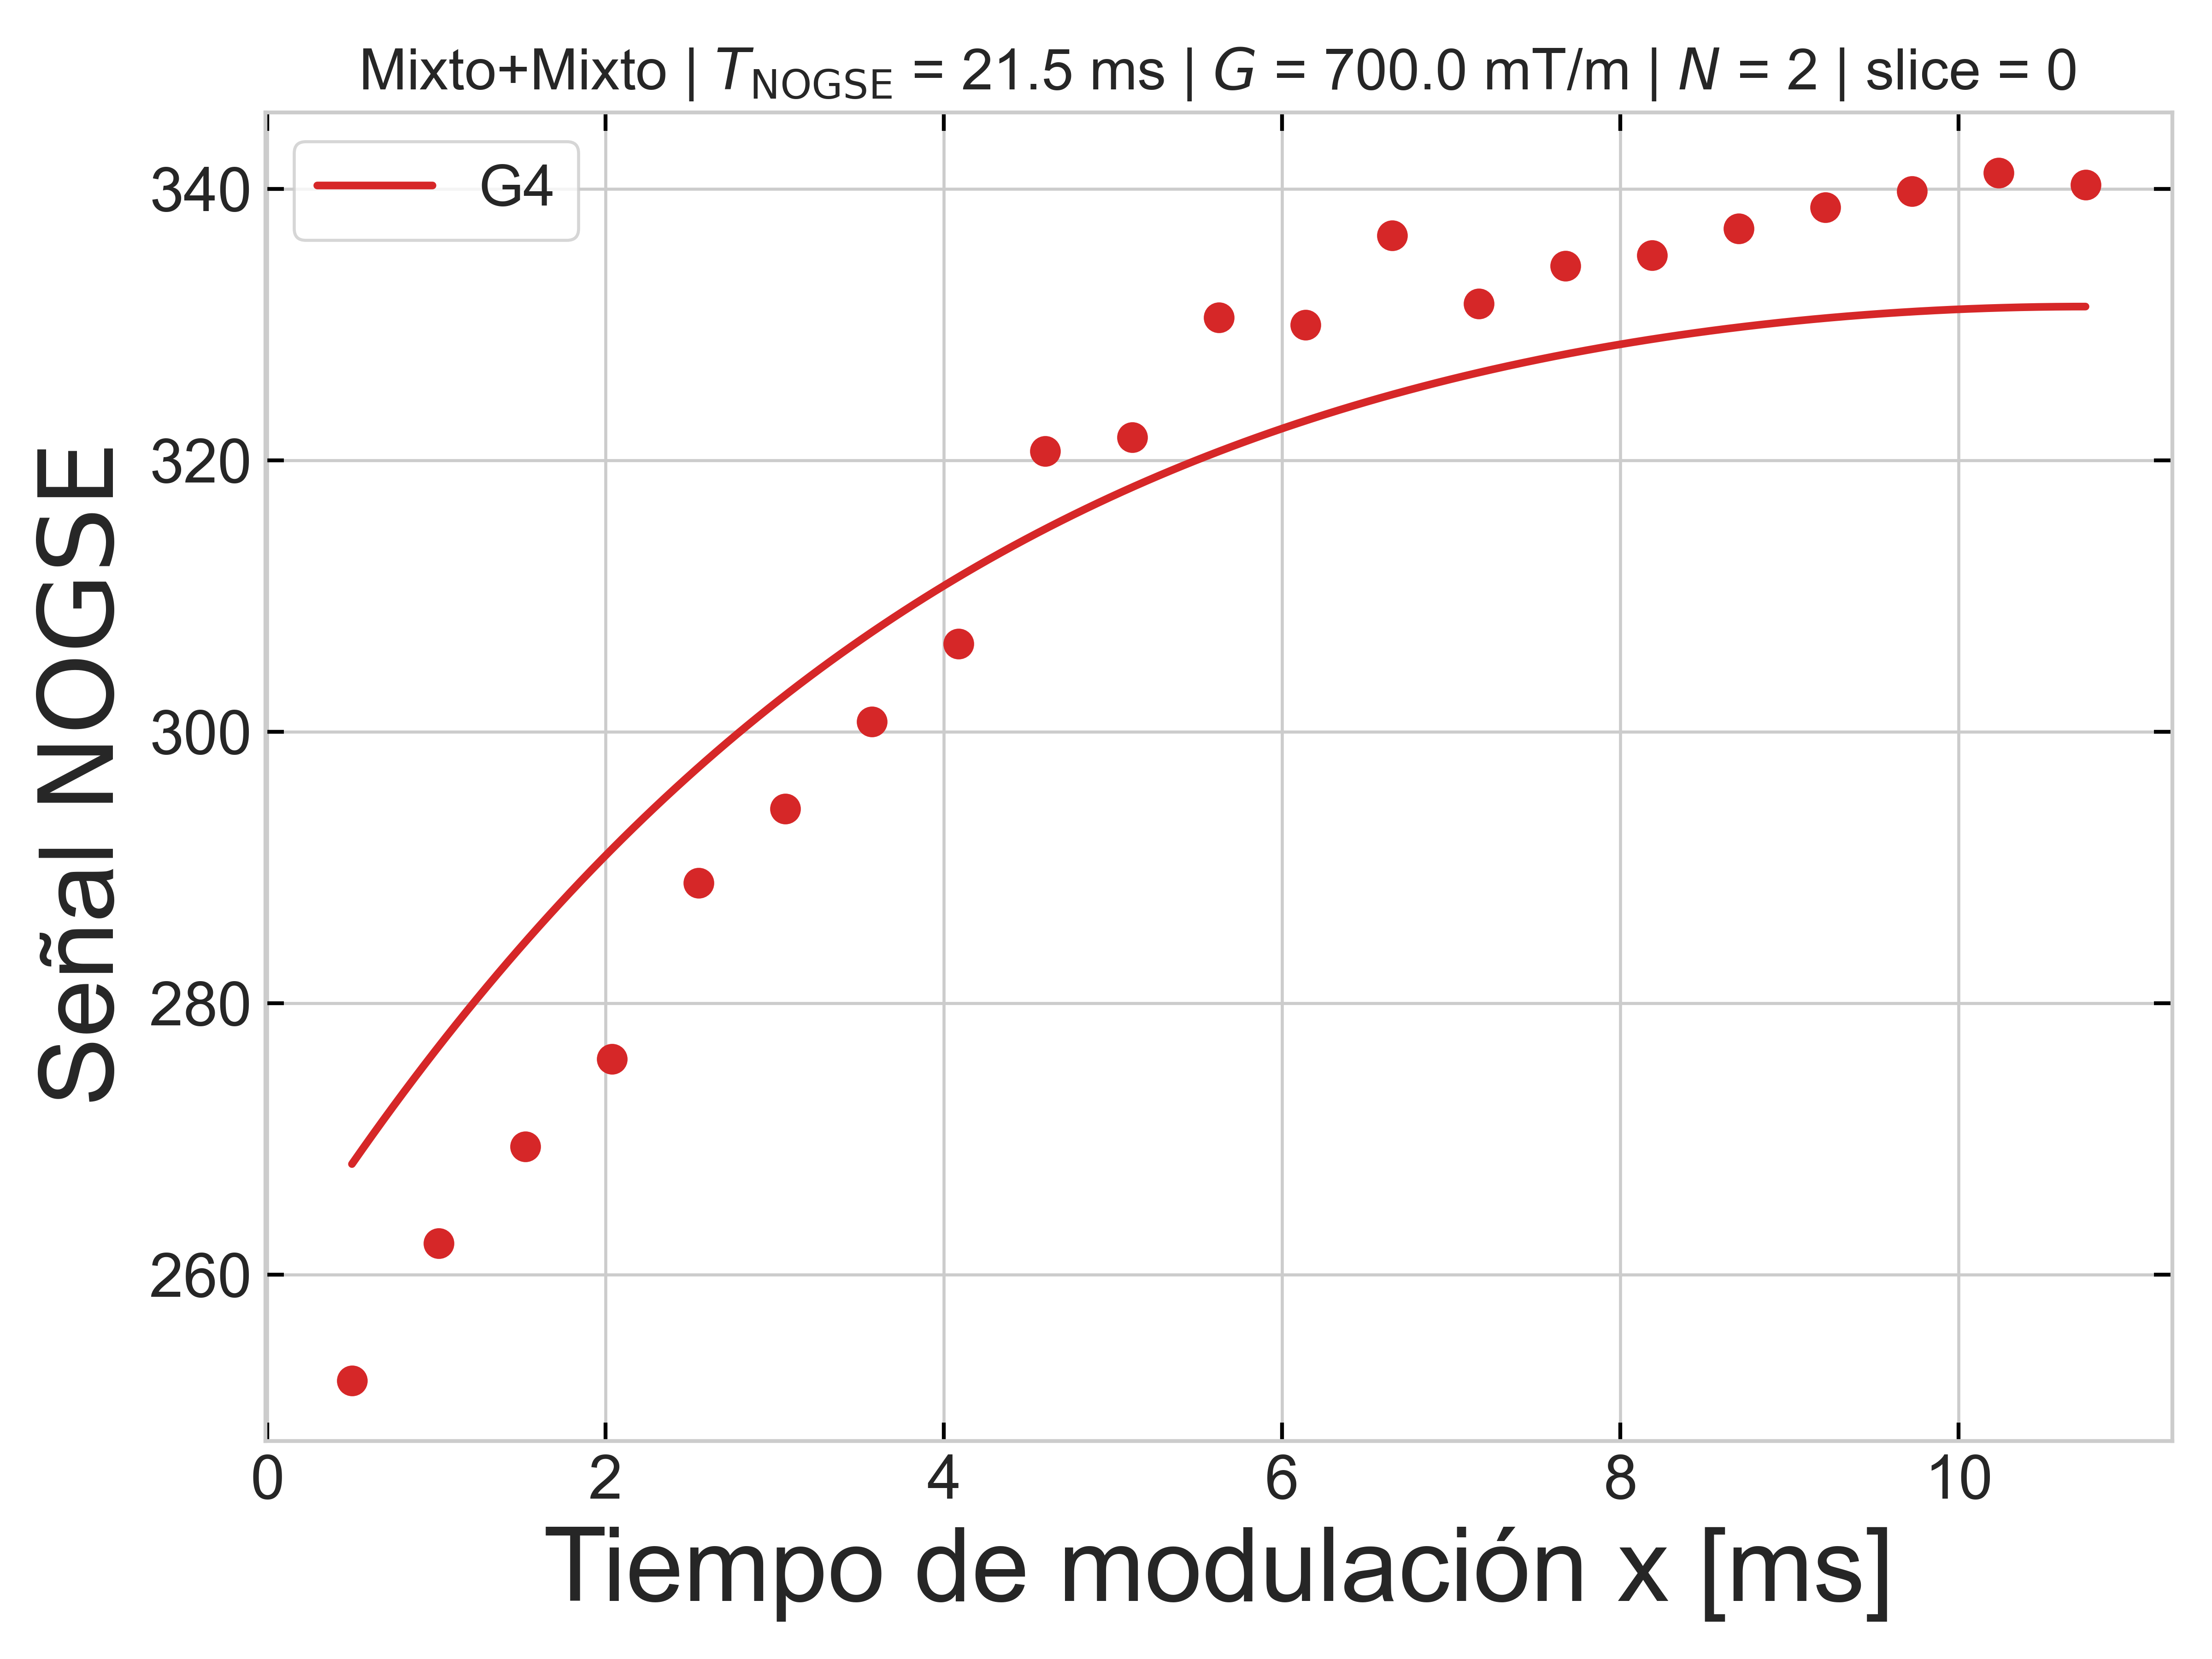 Mixto+Mixto | T_NOGSE = 21.5 ms | G = 700.0 mT/m | N = 2 | slice = 0
G4
Señal NOGSE
340
320
300
280
260
0 2 4 6 8 10
Tiempo de modulación x [ms]